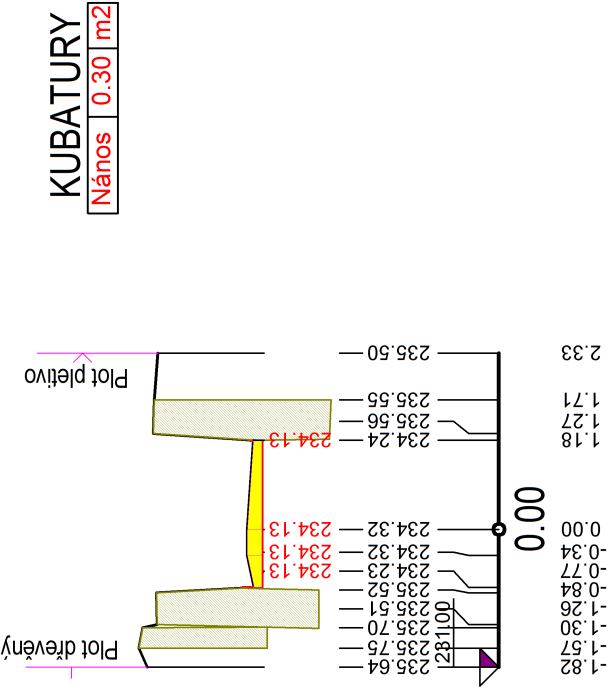 KUBATURY
Nános 0.30 m2
Plot pletivo
235.50 2.33
235.55 1.71
235.56 1.27
234.13 234.24 1.18
0.00
234.13 234.32 0.00
234.13 234.32 -0.34
234.13 234.23 -0.77
235.52 -0.84
235.51 -1.26
235.70 -1.30
235.75 -1.57
235.64 -1.82
231.00
Plot dřevěný